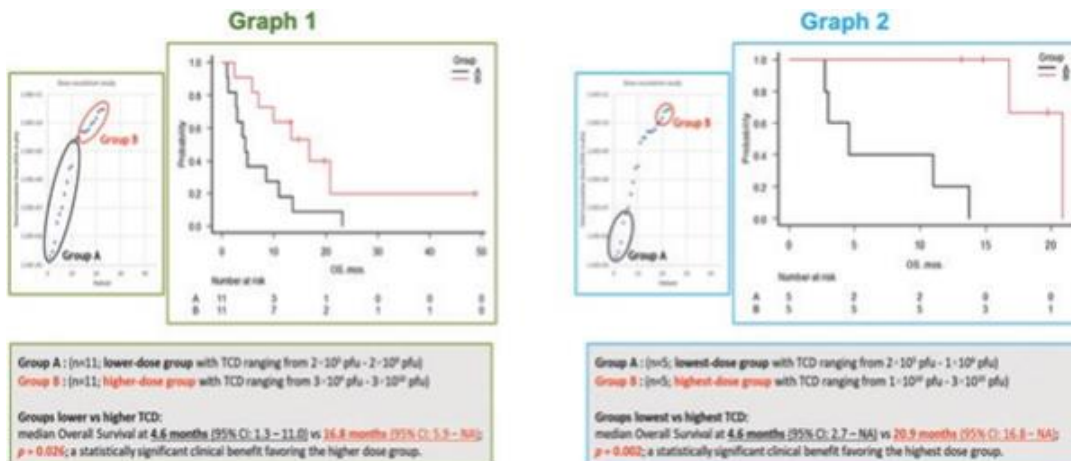 Graph 1
Group B
Group A
Group
A
B
Probability
1.0
0.8
0.6
0.4
0.2
0.0
0 10 20 30 40 50
OS, mos.
Number at risk
A 11 3 1 0 0 0
B 11 7 2 1 1 0
Group A : (n=11; lower-dose group with TCD ranging from
Group B : (n=11; higher-dose group with TCD ranging from
Groups lower vs higher TCD:
median Overall Survival at 4.6 months (95% CI: 1.3 – 11.0) vs 16.8 months (95% CI: 5.9 – NA);
p = 0.026; a statistically significant clinical benefit favoring the higher dose group.
Graph 2
Group B
Group A
Group
A
B
Probability
1.0
0.8
0.6
0.4
0.2
0.0
0 5 10 15 20
OS, mos.
Number at risk
A 5 2 2 0 0
B 5 5 5 3 1
Group A : (n=5; lowest-dose group with TCD ranging from
Group B : (n=5; highest-dose group with TCD ranging from
Groups lowest vs highest TCD:
median Overall Survival at 4.6 months (95% CI: 2.7 – NA) vs 20.9 months (95% CI: 16.8 – NA);
p = 0.002; a statistically significant clinical benefit favoring the highest dose group.